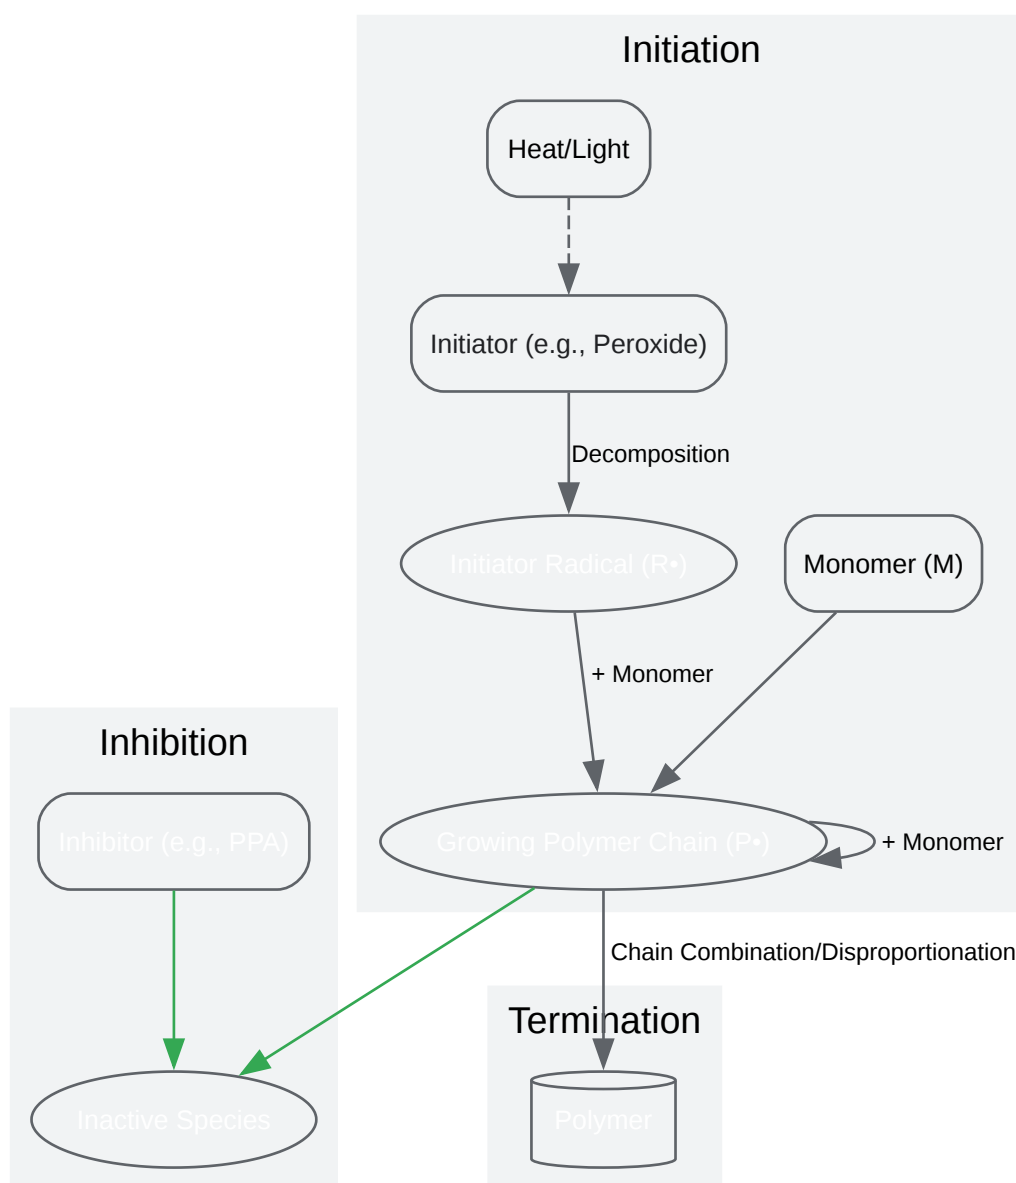 Initiation
Heat/Light
Initiator (e.g., Peroxide)
Decomposition
Initiator Radical (R•)
Monomer (M)
+ Monomer
Inhibition
Inhibitor (e.g., PPA)
Growing Polymer Chain (P•)
+ Monomer
Chain Combination/Disproportionation
Termination
Inactive Species
Polymer